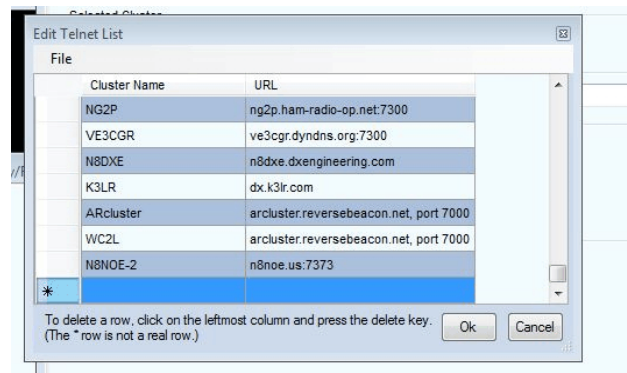 Selected Cluster
Edit Telnet List
File
Cluster Name URL
NG2P ng2p.ham-radio-op.net:7300
VE3CGR ve3cgr.dyndns.org:7300
N8DXE n8dxe.dxengineering.com
K3LR dx.k3lr.com
ARcluster arcluster.reversebeacon.net, port 7000
WC2L arcluster.reversebeacon.net, port 7000
N8NOE-2 n8noe.us:7373
*
To delete a row, click on the leftmost column and press the delete key.
(The * row is not a real row.)
Ok Cancel